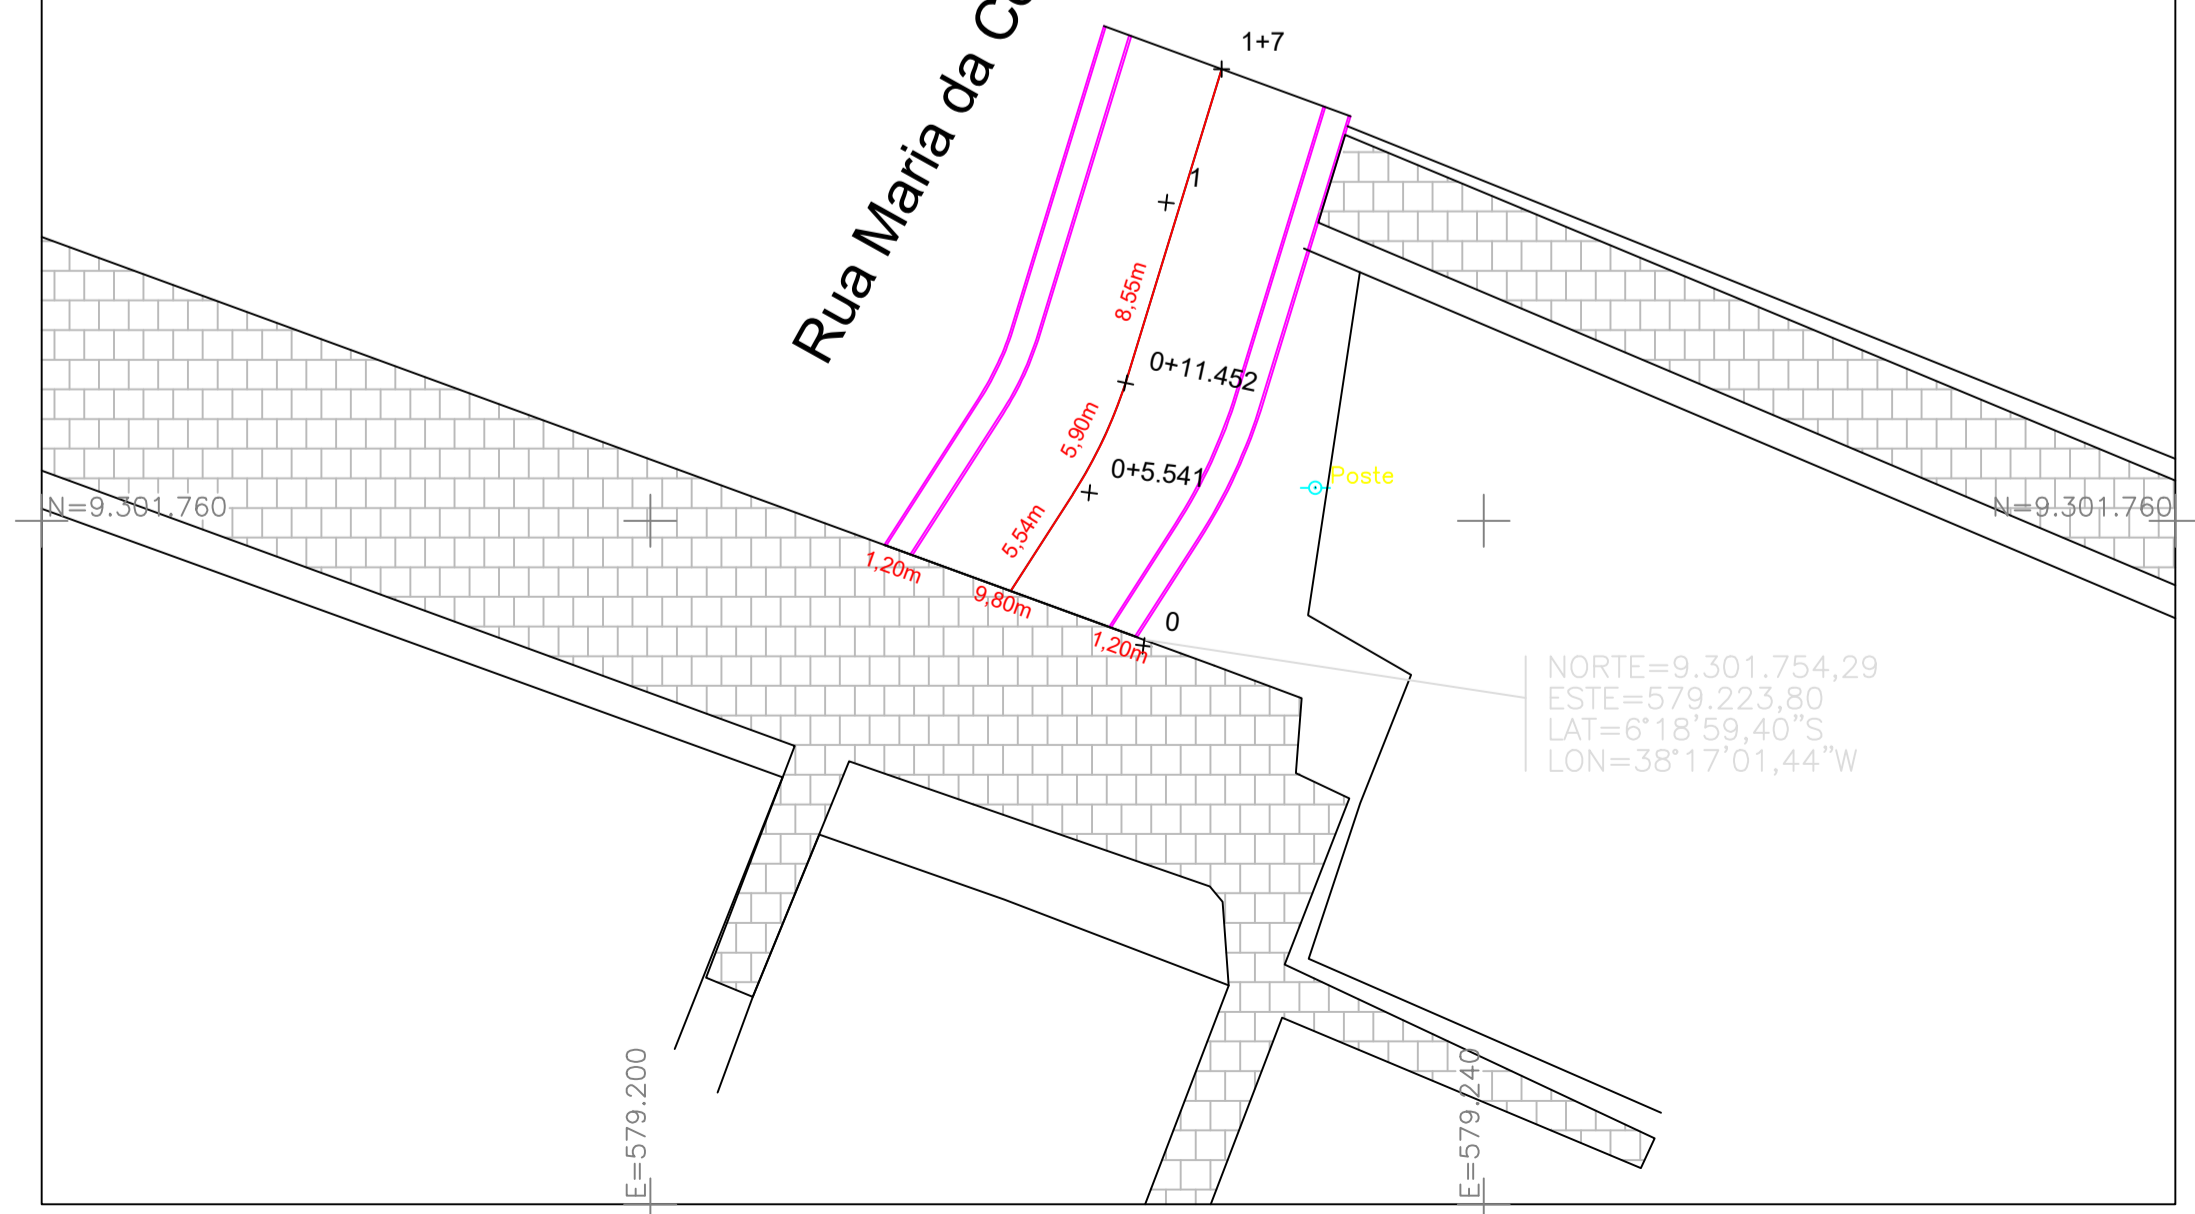 Rua Maria da
1+7
1
8,55m
0+11.452
5,90m
0+5.541
Poste
N=9.301.760
N=9.301.760
5,54m
1,20m
9,80m
0
1,20m
NORTE=9.301.754,29
ESTE=579.223,80
LAT=6°18'59,40"S
LON=38°17'01,44"W
E=579.200
E=579.240